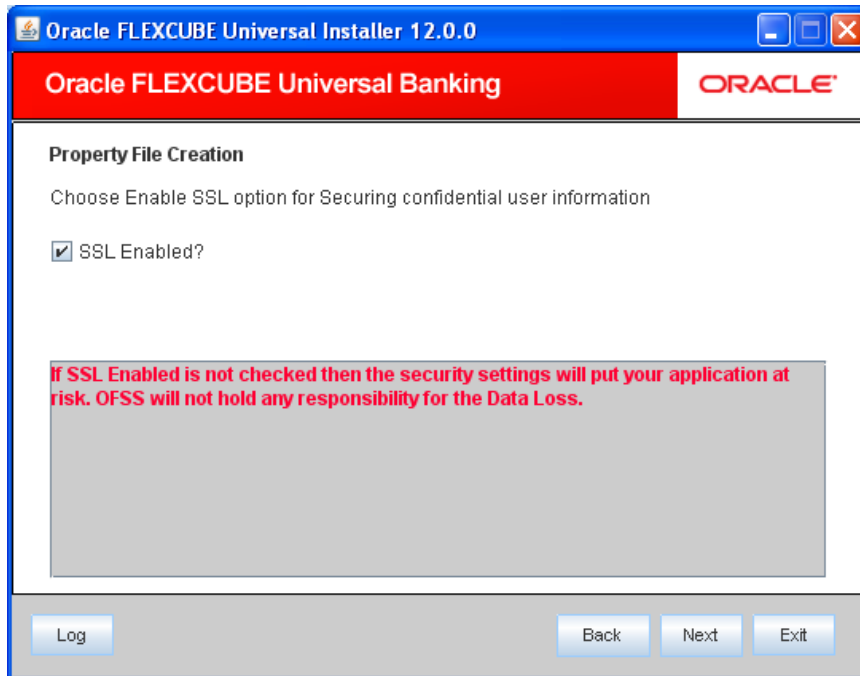 Oracle FLEXCUBE Universal Installer 12.0.0
Oracle FLEXCUBE Universal Banking
ORACLE
Property File Creation
Choose Enable SSL option for Securing confidential user information
SSL Enabled?
If SSL Enabled is not checked then the security settings will put your application at
risk. OFSS will not hold any responsibility for the Data Loss.
Log Back Next Exit